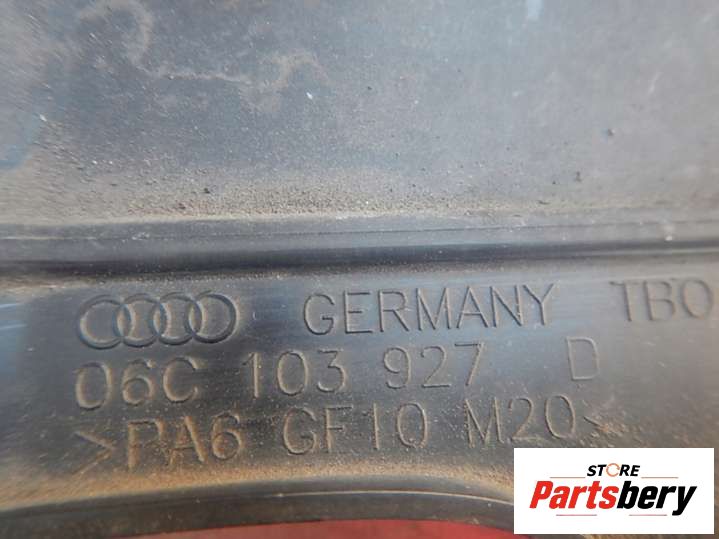 GERMANY TBO
06C 103 927 D
>PA6 GF10 M20<
STORE
Partsbery